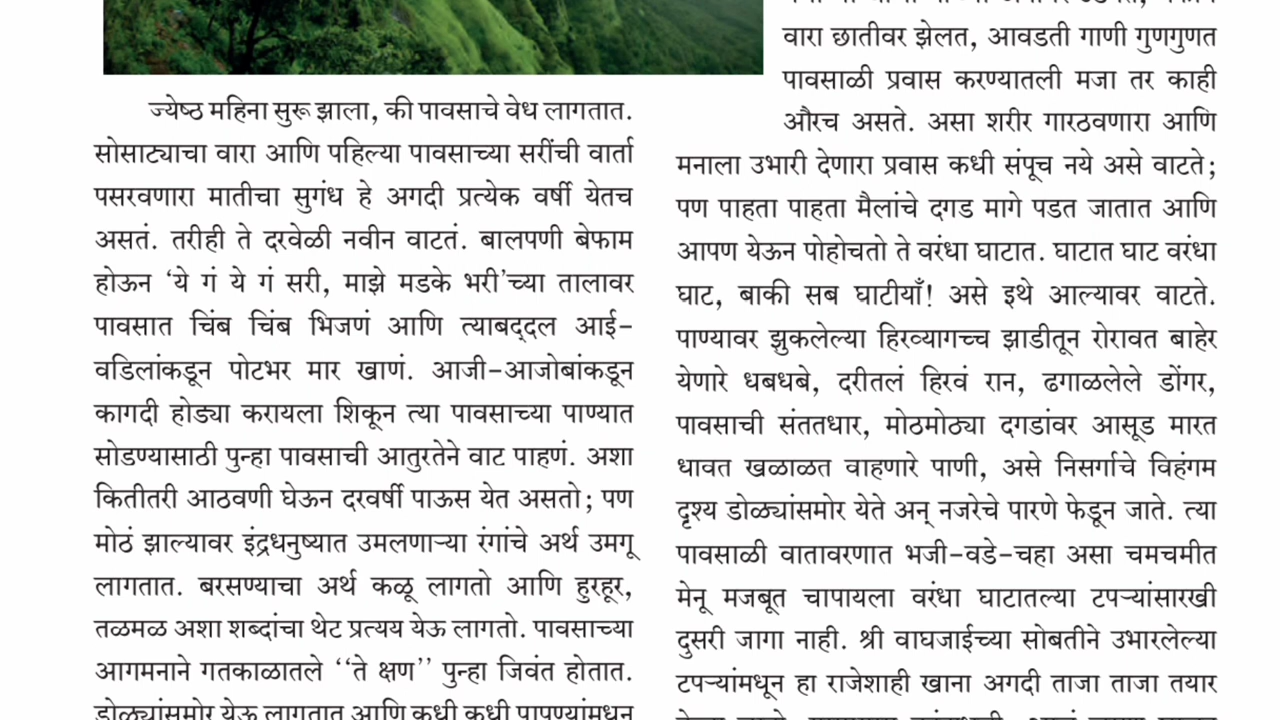 ज्येष्ठ महिना सुरू झाला, की पावसाचे वेध लागतात.
सोसाट्याचा वारा आणि पहिल्या पावसाच्या सरींची वार्ता
पसरवणारा मातीचा सुगंध हे अगदी प्रत्येक वर्षी येतच
असतं. तरीही ते दरवेळी नवीन वाटतं. बालपणी बेफाम
होऊन ‘ये गं ये गं सरी, माझे मडके भरी’च्या तालावर
पावसात चिंब चिंब भिजणं आणि त्याबद्दल आई-
वडिलांकडून पोटभर मार खाणं. आजी-आजोबांकडून
कागदी होड्या करायला शिकून त्या पावसाच्या पाण्यात
सोडण्यासाठी पुन्हा पावसाची आतुरतेने वाट पाहणं. अशा
कितीतरी आठवणी घेऊन दरवर्षी पाऊस येत असतो; पण
मोठं झाल्यावर इंद्रधनुष्यात उमलणाऱ्या रंगांचे अर्थ उमगू
लागतात. बरसण्याचा अर्थ कळू लागतो आणि हुरहूर,
तळमळ अशा शब्दांचा थेट प्रत्यय येऊ लागतो. पावसाच्या
आगमनाने गतकाळातले ‘‘ते क्षण’’ पुन्हा जिवंत होतात.
डोळ्यांसमोर येऊ लागतात आणि कधी कधी पापण्यांमधून
वारा छातीवर झेलत, आवडती गाणी गुणगुणत
पावसाळी प्रवास करण्यातली मजा तर काही
औरच असते. असा शरीर गारठवणारा आणि
मनाला उभारी देणारा प्रवास कधी संपूच नये असे वाटते;
पण पाहता पाहता मैलांचे दगड मागे पडत जातात आणि
आपण येऊन पोहोचतो ते वरंधा घाटात. घाटात घाट वरंधा
घाट, बाकी सब घाटीयाँ! असे इथे आल्यावर वाटते.
पाण्यावर झुकलेल्या हिरव्यागच्च झाडीतून रोरावत बाहेर
येणारे धबधबे, दरीतलं हिरवं रान, ढगाळलेले डोंगर,
पावसाची संततधार, मोठमोठ्या दगडांवर आसूड मारत
धावत खळाळत वाहणारे पाणी, असे निसर्गाचे विहंगम
दृश्य डोळ्यांसमोर येते अन् नजरेचे पारणे फेडून जाते. त्या
पावसाळी वातावरणात भजी-वडे-चहा असा चमचमीत
मेनू मजबूत चापायला वरंधा घाटातल्या टपऱ्यांसारखी
दुसरी जागा नाही. श्री वाघजाईच्या सोबतीने उभारलेल्या
टपऱ्यांमधून हा राजेशाही खाना अगदी ताजा ताजा तयार